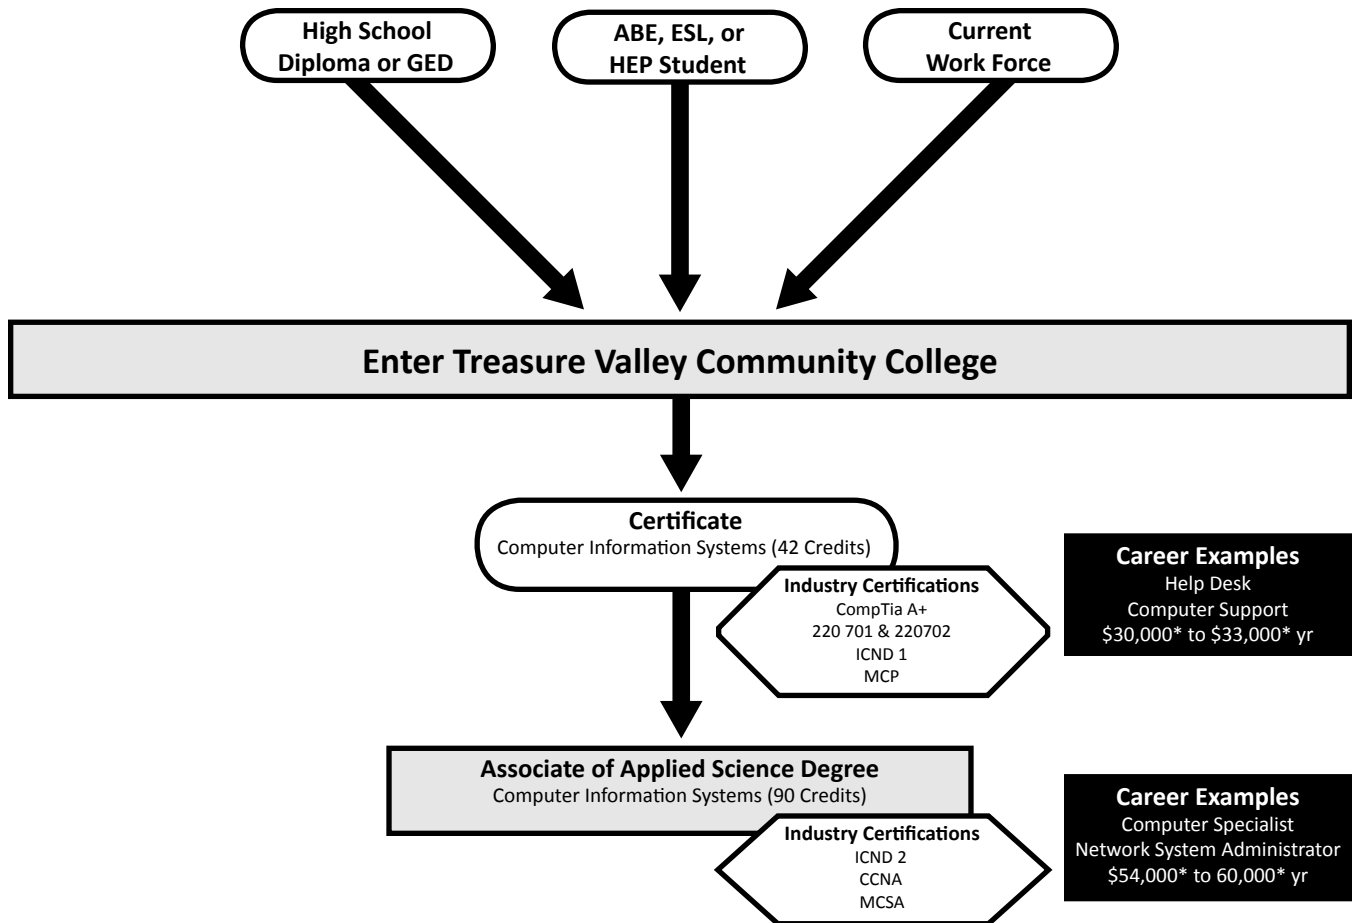 High School
Diploma or GED
ABE, ESL, or
HEP Student
Current
Work Force
Enter Treasure Valley Community College
Certificate
Computer Information Systems (42 Credits)
Industry Certifications
CompTia A+
220 701 & 220702
ICND 1
MCP
Career Examples
Help Desk
Computer Support
$30,000* to $33,000* yr
Associate of Applied Science Degree
Computer Information Systems (90 Credits)
Industry Certifications
ICND 2
CCNA
MCSA
Career Examples
Computer Specialist
Network System Administrator
$54,000* to 60,000* yr